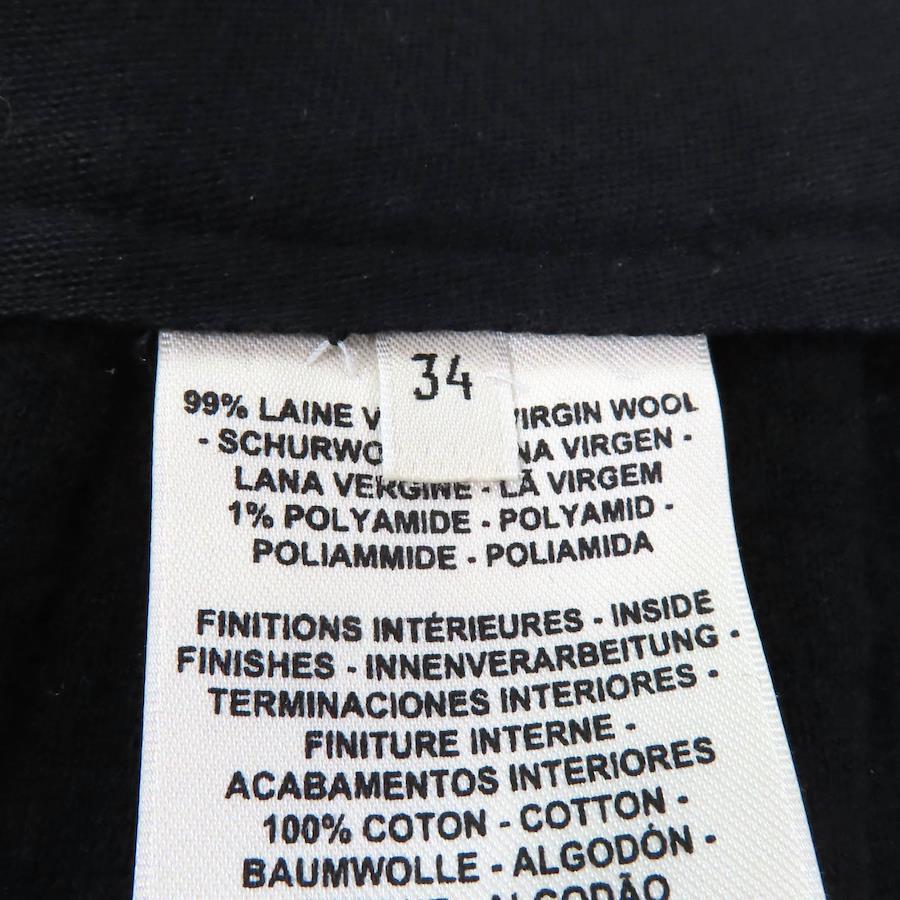 34
99% LAINE V VIRGIN WOOL
- SCHURWO NA VIRGEN -
LANA VERGINE - LÃ VIRGEM
1% POLYAMIDE - POLYAMID -
POLIAMMIDE - POLIAMIDA
FINITIONS INTÉRIEURES - INSIDE
FINISHES - INNENVERARBEITUNG -
TERMINACIONES INTERIORES -
FINITURE INTERNE -
ACABAMENTOS INTERIORES
100% COTON - COTTON -
BAUMWOLLE - ALGODÓN -
- ALGODÃO